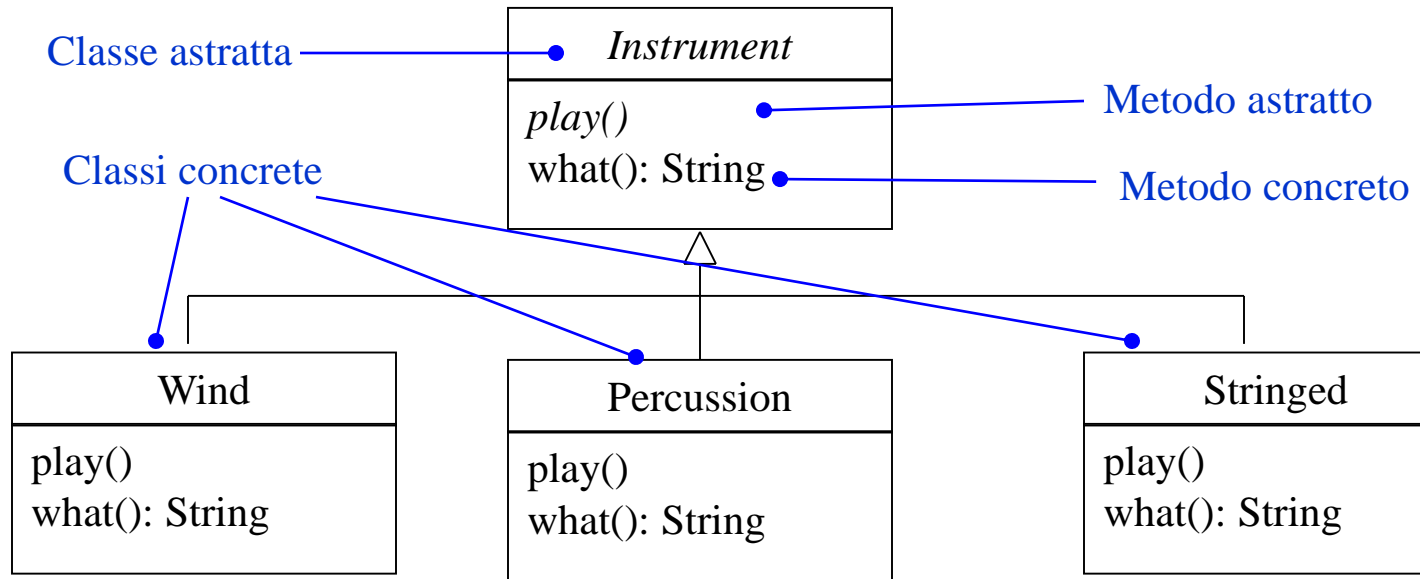 Classe astratta
Instrument
play()
what(): String
Metodo astratto
Metodo concreto
Classi concrete
Wind
play()
what(): String
Percussion
play()
what(): String
Stringed
play()
what(): String